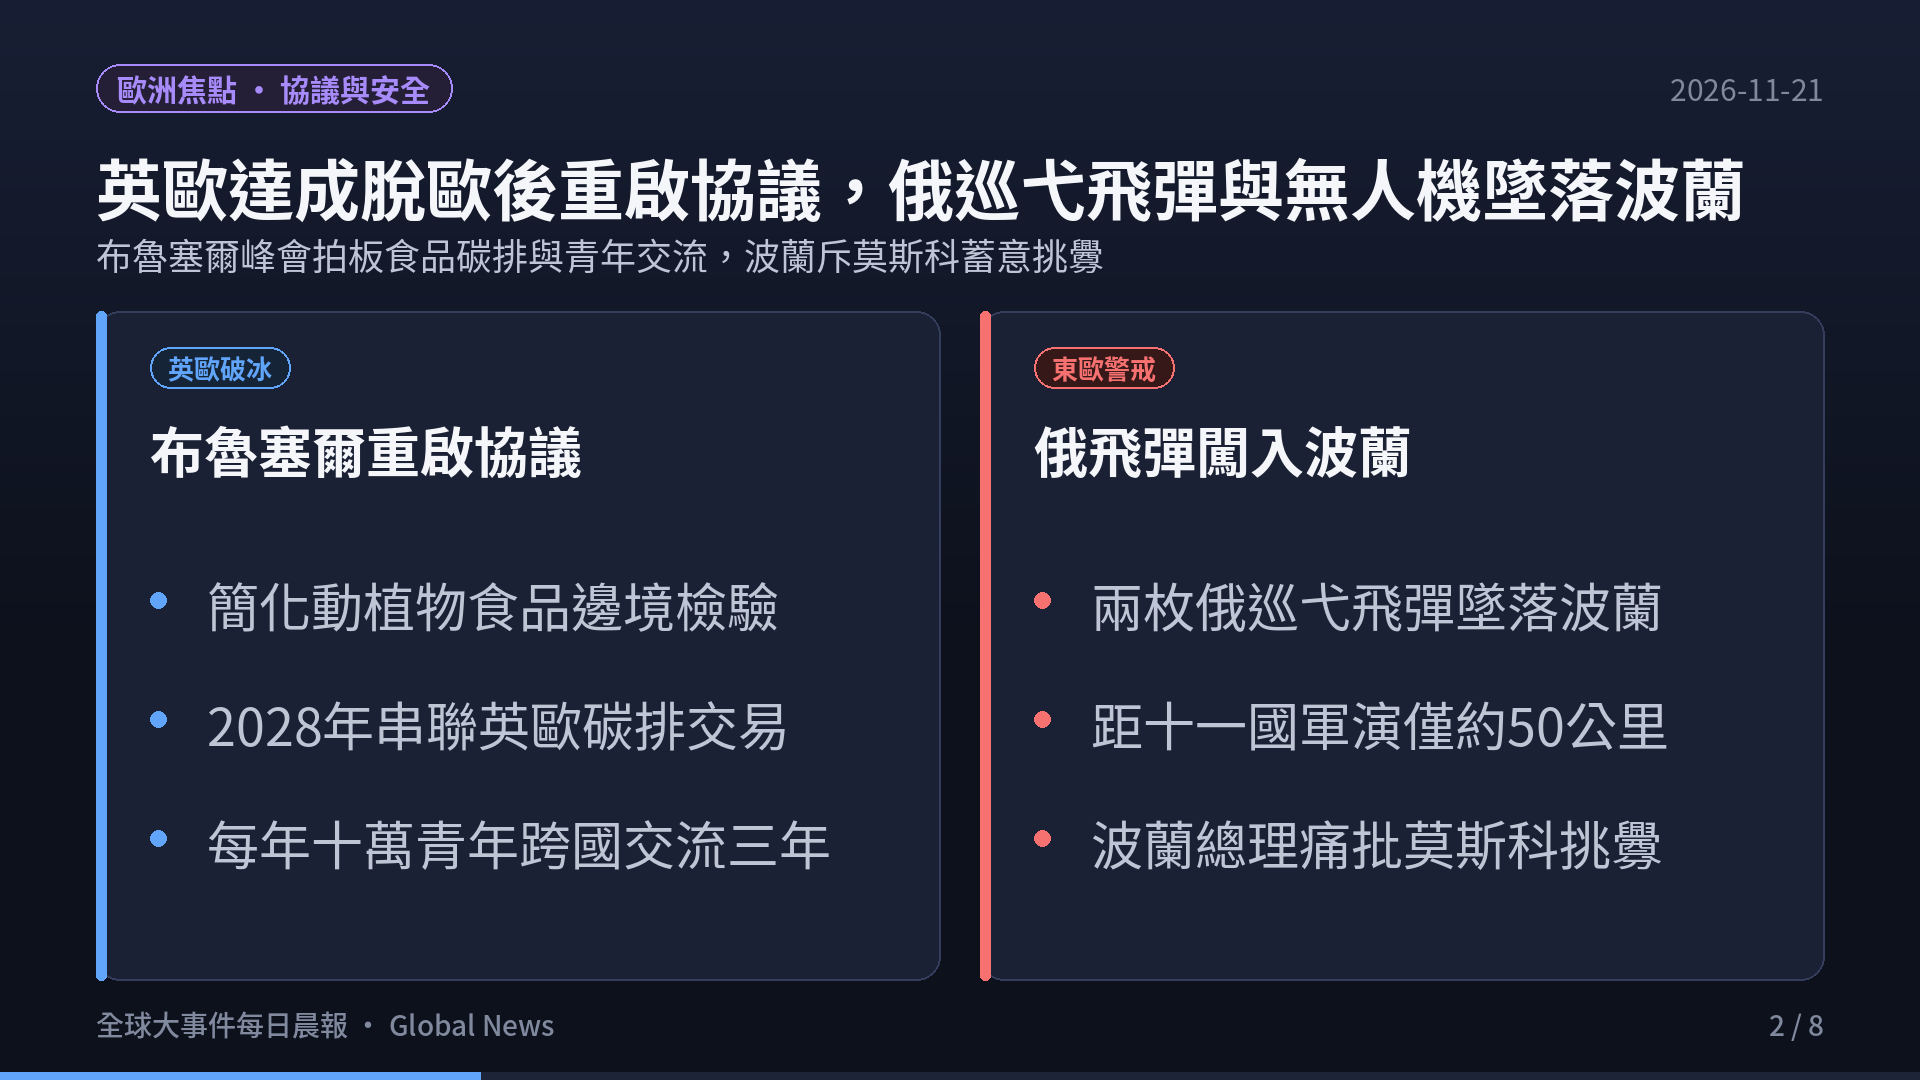 歐洲焦點 • 協議與安全
2026-11-21
英歐達成脫歐後重啟協議，俄巡弋飛彈與無人機墜落波蘭
布魯塞爾峰會拍板食品碳排與青年交流，波蘭斥莫斯科蓄意挑釁
英歐破冰
布魯塞爾重啟協議
簡化動植物食品邊境檢驗
2028年串聯英歐碳排交易
每年十萬青年跨國交流三年
東歐警戒
俄飛彈闖入波蘭
兩枚俄巡弋飛彈墜落波蘭
距十一國軍演僅約50公里
波蘭總理痛批莫斯科挑釁
全球大事件每日晨報 • Global News
2 / 8